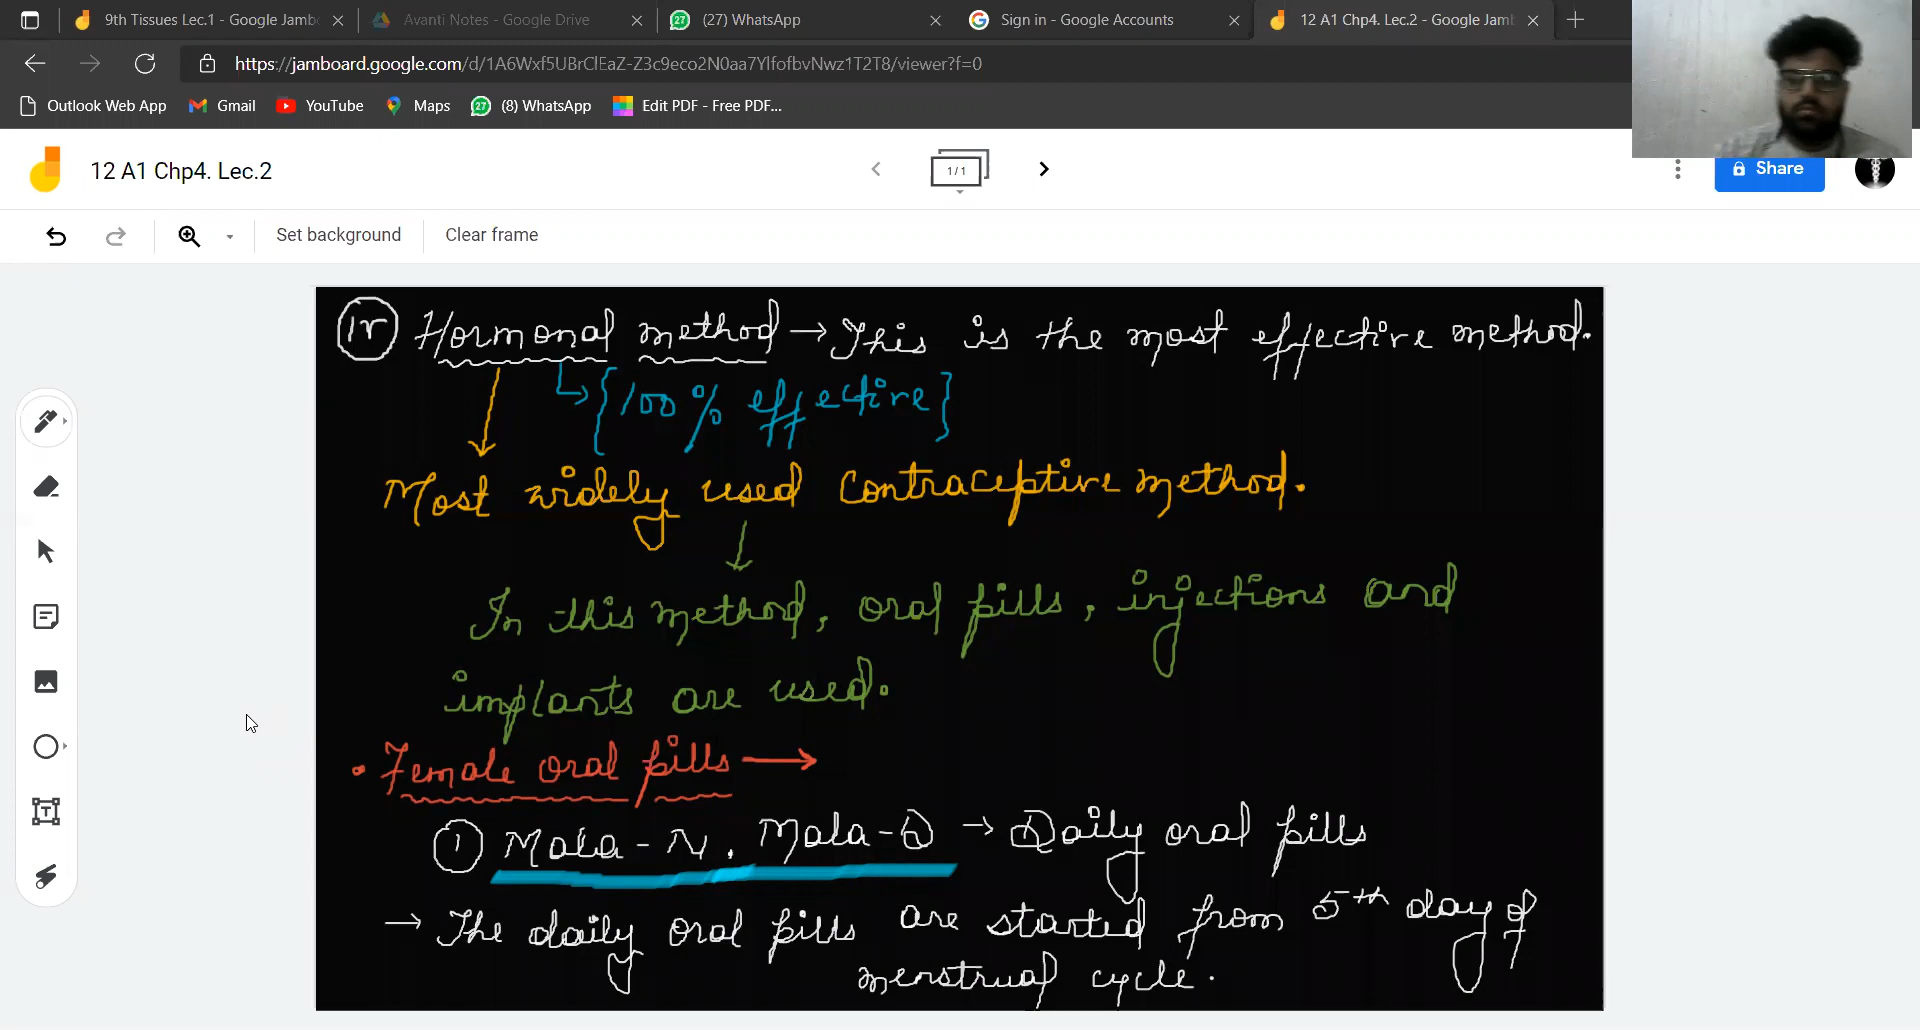 9th Tissues Lec.1 - Google Jambo
Avanti Notes - Google Drive
27
(27) WhatsApp
Sign in - Google Accounts
12 A1 Chp4. Lec.2 - Google Jamb
https://jamboard.google.com/d/1A6Wxf5UBrClEaZ-Z3c9eco2N0aa7YlfofbvNwz1T2T8/viewer?f=0
Outlook Web App
Gmail
YouTube
Maps
27
(8) WhatsApp
Edit PDF - Free PDF...
12 A1 Chp4. Lec.2
1/1
Share
Set background
Clear frame
iv Hormonal method → This is the most effective method.
{100% effective}
Most widely used contraceptive method.
In this method, oral pills, injections and
implants are used.
• Female oral pills →
1 Mala-N, Mala-D → Daily oral pills
→ The daily oral pills are started from 5th day of
menstrual cycle.